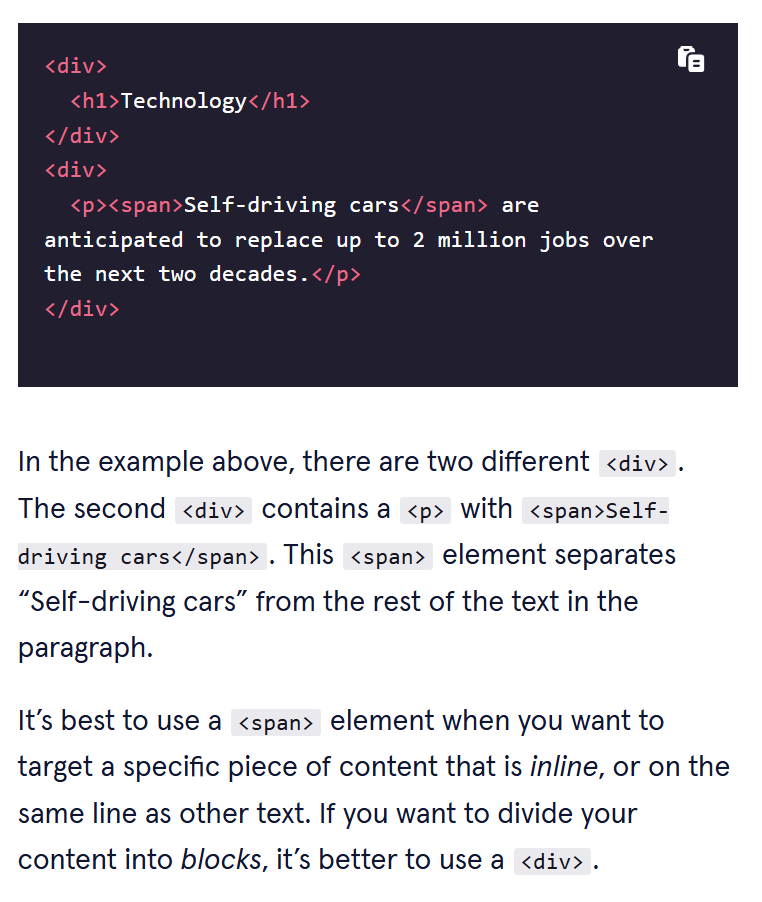 <div>
  <h1>Technology</h1>
</div>
<div>
  <p><span>Self-driving cars</span> are
anticipated to replace up to 2 million jobs over
the next two decades.</p>
</div>
In the example above, there are two different <div>.
The second <div> contains a <p> with <span>Self-
driving cars</span>. This <span> element separates
“Self-driving cars” from the rest of the text in the
paragraph.
It’s best to use a <span> element when you want to
target a specific piece of content that is inline, or on the
same line as other text. If you want to divide your
content into blocks, it’s better to use a <div>.